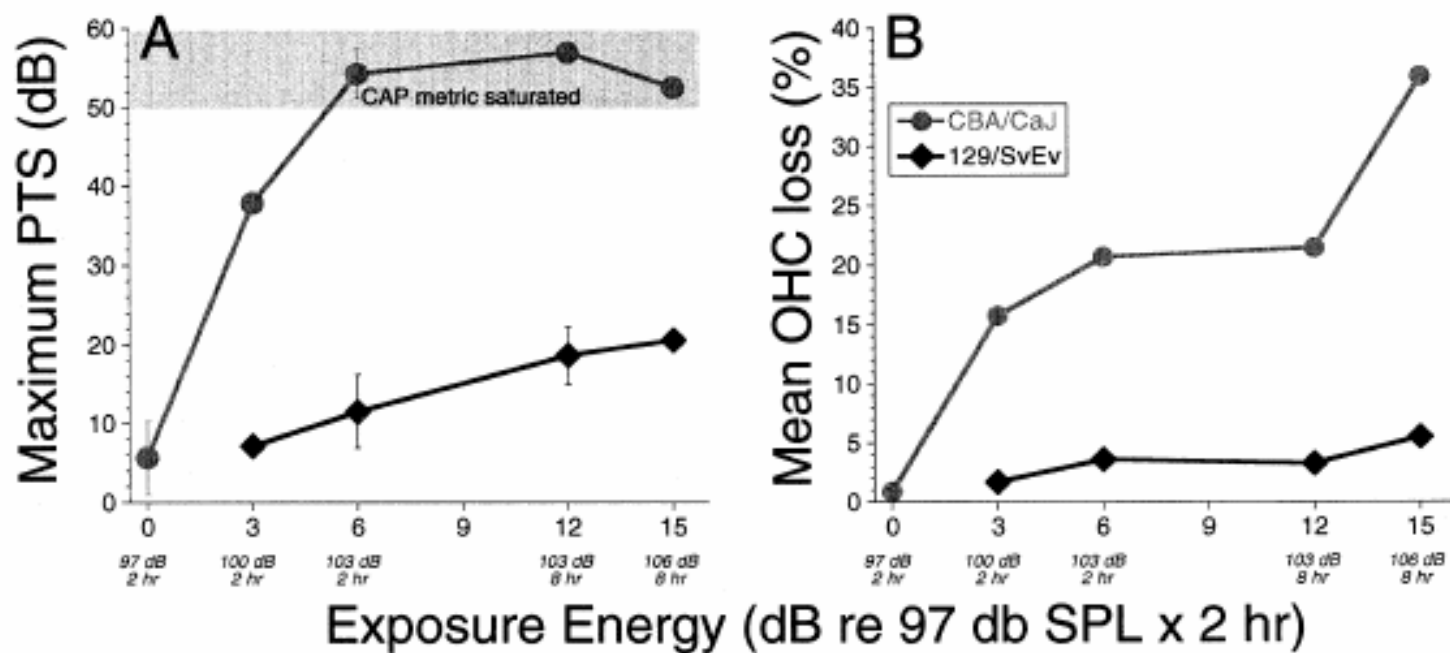 A
Maximum PTS (dB)
60
50
40
30
20
10
0
CAP metric saturated
0 3 6 9 12 15
97 dB 100 dB 103 dB 103 dB 106 dB
2 hr 2 hr 2 hr 8 hr 8 hr
B
Mean OHC loss (%)
40
35
30
25
20
15
10
5
0
CBA/CaJ
129/SvEv
0 3 6 9 12 15
97 dB 100 dB 103 dB 103 dB 106 dB
2 hr 2 hr 2 hr 8 hr 8 hr
Exposure Energy (dB re 97 db SPL x 2 hr)